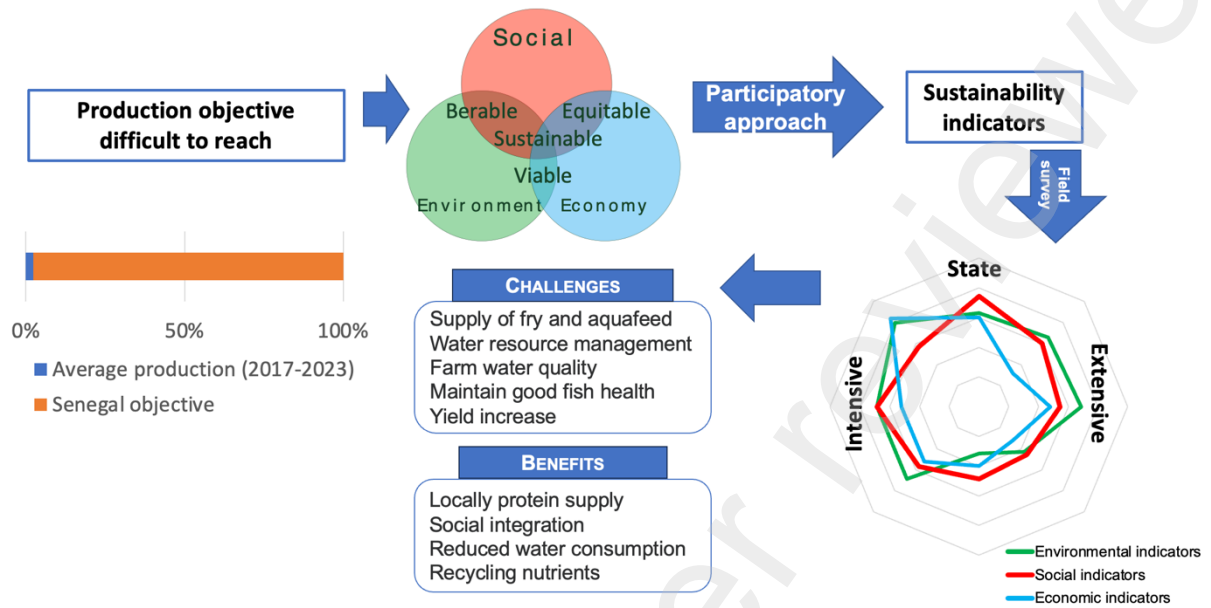 Production objective
difficult to reach
Social
Berable
Equitable
Sustainable
Viable
Environment
Economy
Participatory
approach
Sustainability
indicators
Field
survey
0%
50%
100%
Average production (2017-2023)
Senegal objective
CHALLENGES
Supply of fry and aquafeed
Water resource management
Farm water quality
Maintain good fish health
Yield increase
BENEFITS
Locally protein supply
Social integration
Reduced water consumption
Recycling nutrients
State
Extensive
Intensive
Environmental indicators
Social indicators
Economic indicators
er reviewe